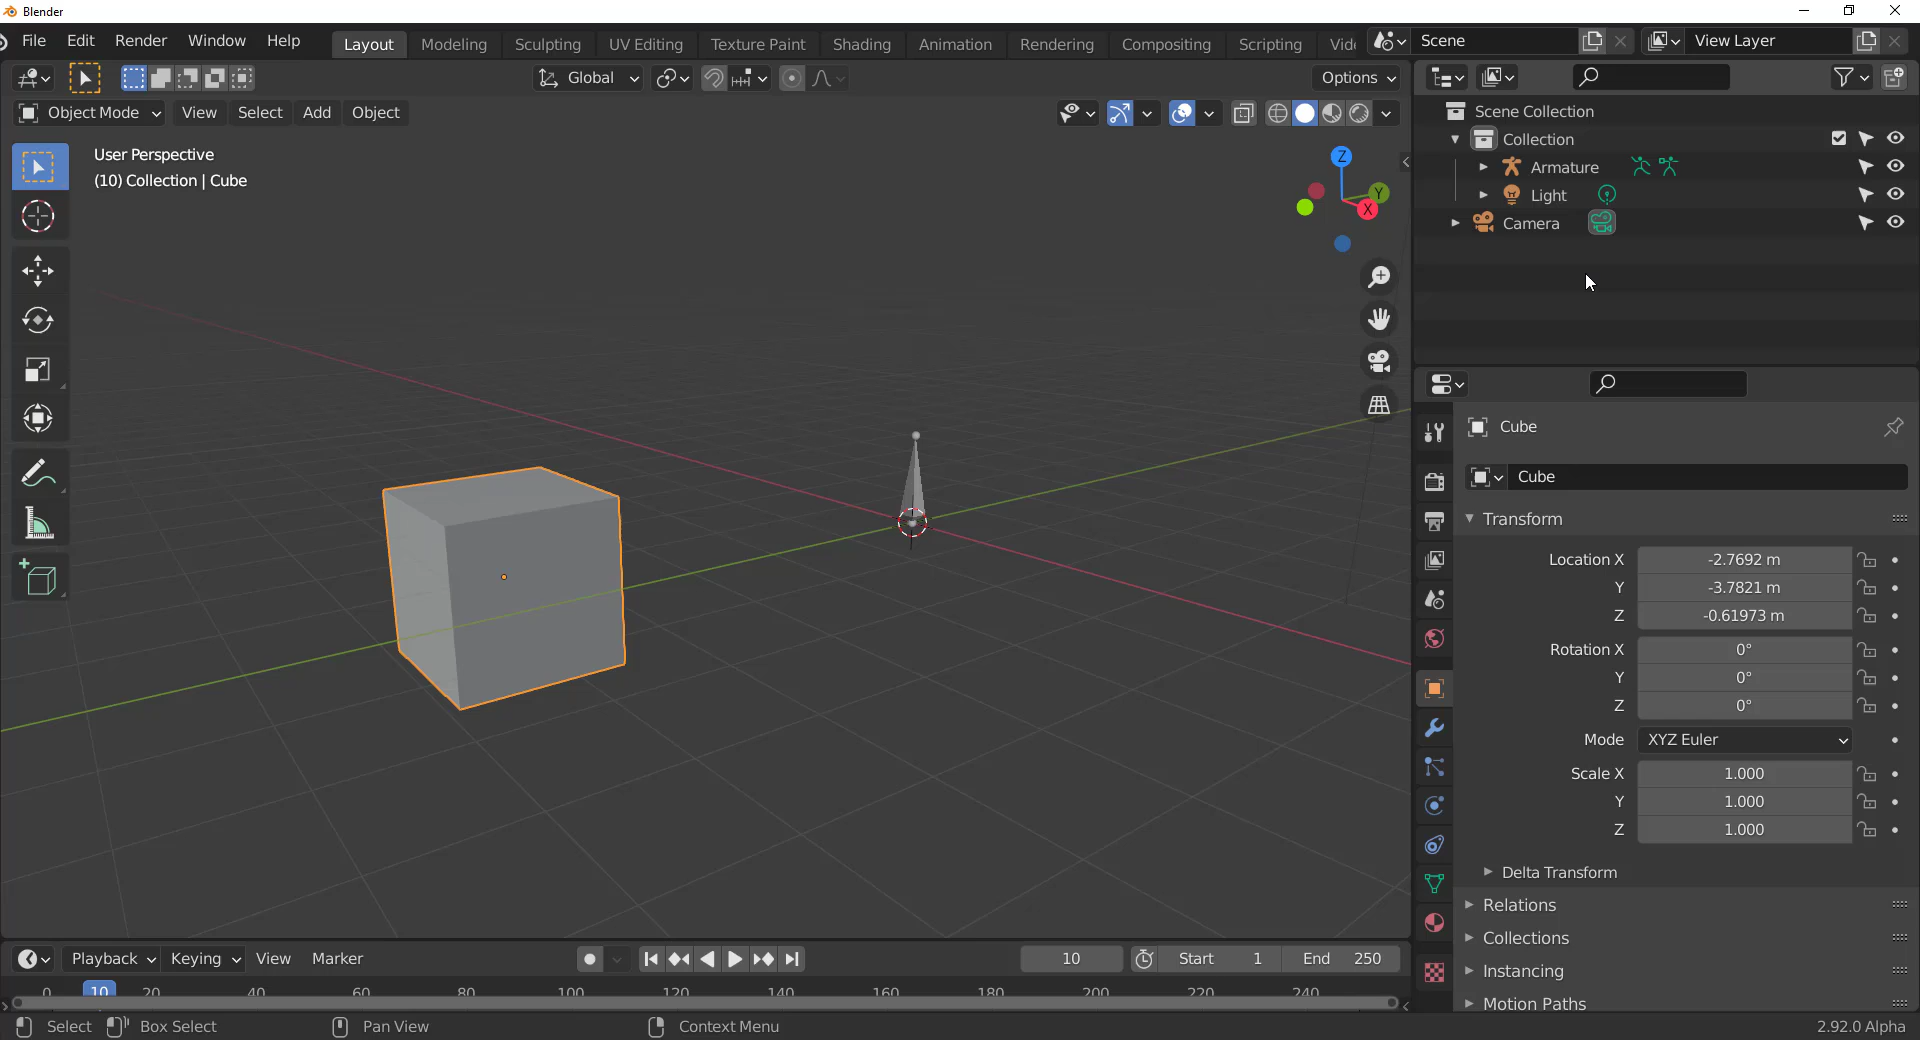 Blender
File Edit Render Window Help Layout Modeling Sculpting UV Editing Texture Paint Shading Animation Rendering Compositing Scripting Scene View Layer
Global Options
Object Mode View Select Add Object
User Perspective
(10) Collection | Cube
Z
Y
X
Scene Collection
Collection
Armature
Light
Camera
Cube
Cube
Transform
Location X -2.7692 m
Y -3.7821 m
Z -0.61973 m
Rotation X 0°
Y 0°
Z 0°
Mode XYZ Euler
Scale X 1.000
Y 1.000
Z 1.000
Delta Transform
Relations
Collections
Instancing
Motion Paths
Playback Keying View Marker 10 Start 1 End 250
0 10 20 40 60 80 100 120 140 160 180 200 220 240
Select Box Select Pan View Context Menu 2.92.0 Alpha